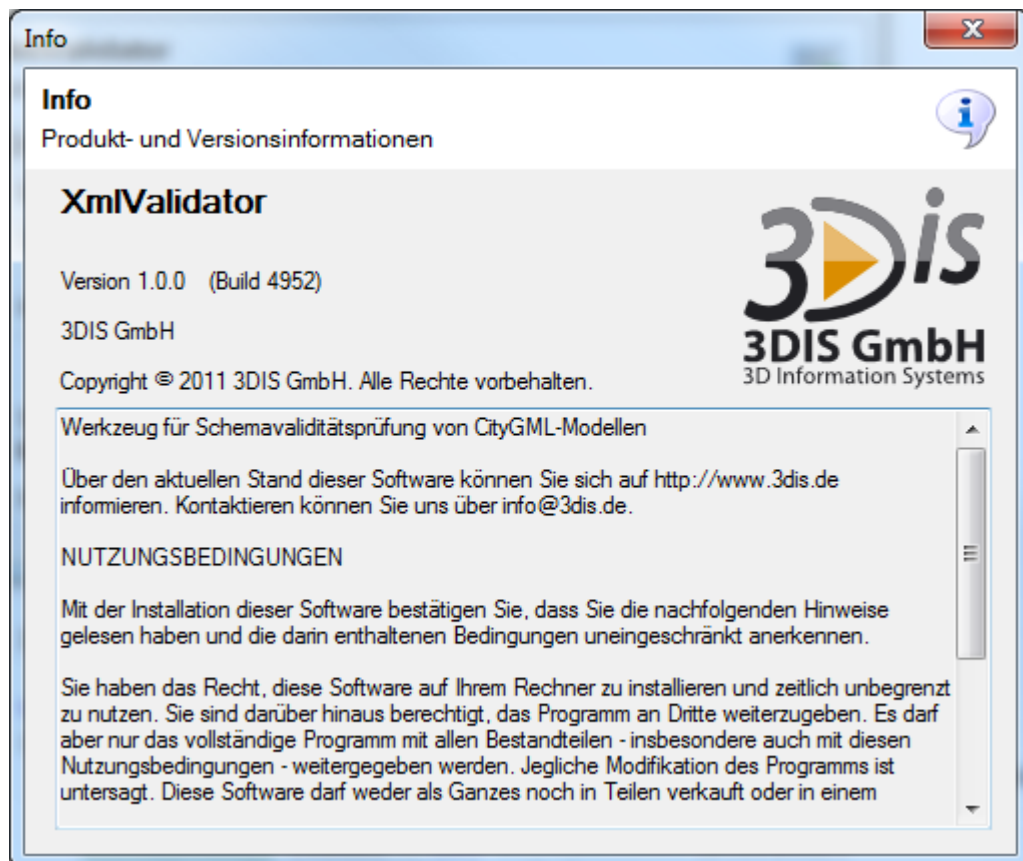 Info
Info
Produkt- und Versionsinformationen
XmlValidator
3Dis
Version 1.0.0 (Build 4952)
3DIS GmbH
3DIS GmbH
3D Information Systems
Copyright © 2011 3DIS GmbH. Alle Rechte vorbehalten.
Werkzeug für Schemavaliditätsprüfung von CityGML-Modellen
Über den aktuellen Stand dieser Software können Sie sich auf http://www.3dis.de
informieren. Kontaktieren können Sie uns über info@3dis.de.
NUTZUNGSBEDINGUNGEN
Mit der Installation dieser Software bestätigen Sie, dass Sie die nachfolgenden Hinweise
gelesen haben und die darin enthaltenen Bedingungen uneingeschränkt anerkennen.
Sie haben das Recht, diese Software auf Ihrem Rechner zu installieren und zeitlich unbegrenzt
zu nutzen. Sie sind darüber hinaus berechtigt, das Programm an Dritte weiterzugeben. Es darf
aber nur das vollständige Programm mit allen Bestandteilen - insbesondere auch mit diesen
Nutzungsbedingungen - weitergegeben werden. Jegliche Modifikation des Programms ist
untersagt. Diese Software darf weder als Ganzes noch in Teilen verkauft oder in einem